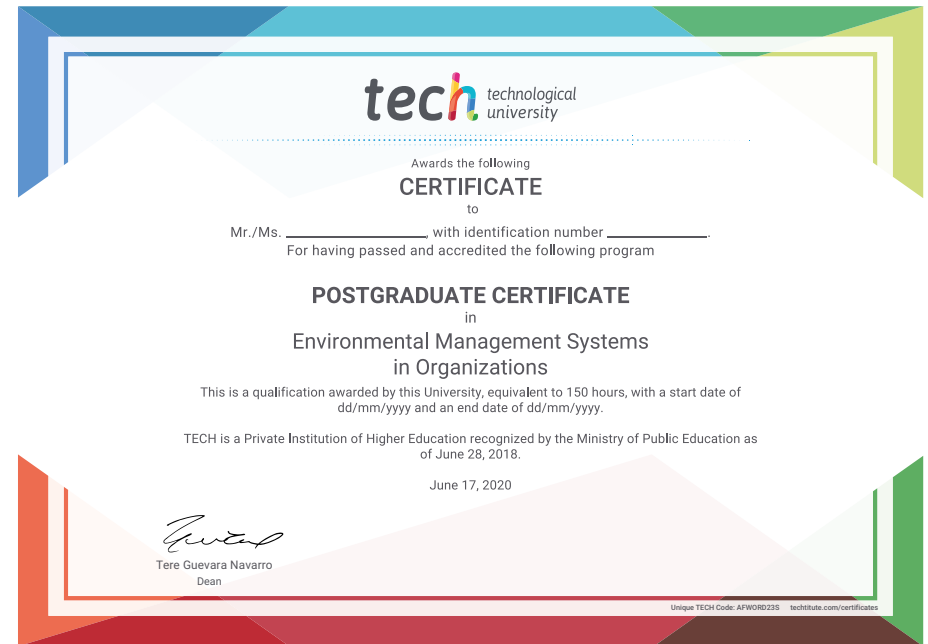 tech technological
university
Awards the following
CERTIFICATE
to
Mr./Ms. ____________, with identification number ____________.
For having passed and accredited the following program
POSTGRADUATE CERTIFICATE
in
Environmental Management Systems
in Organizations
This is a qualification awarded by this University, equivalent to 150 hours, with a start date of
dd/mm/yyyy and an end date of dd/mm/yyyy.
TECH is a Private Institution of Higher Education recognized by the Ministry of Public Education as
of June 28, 2018.
June 17, 2020
Tere Guevara Navarro
Dean
Unique TECH Code: AFWORD23S techtitute.com/certificates